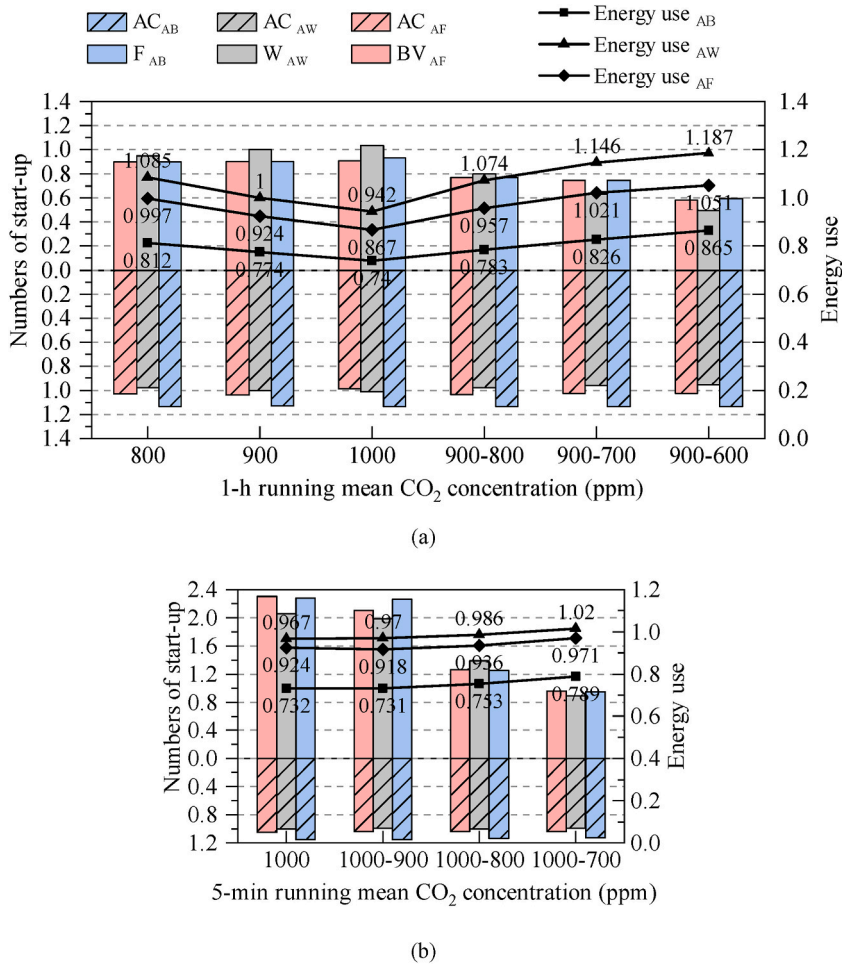 AC AB AC AW AC AF Energy use AB
F AB W AW BV AF Energy use AW
Energy use AF
Numbers of start-up
1.4
1.2
1.0
0.8
0.6
0.4
0.2
0.0
0.2
0.4
0.6
0.8
1.0
1.2
1.4
1.085 1 0.942 1.074 1.146 1.187
0.997 0.924 0.867 0.957 1.021 1.051
0.812 0.774 0.74 0.783 0.826 0.865
1.4
1.2
1.0
0.8
0.6
0.4
0.2
0.0
Energy use
800 900 1000 900-800 900-700 900-600
1-h running mean CO2 concentration (ppm)
(a)
Numbers of start-up
2.4
2.0
1.6
1.2
0.8
0.4
0.0
0.4
0.8
1.2
0.967 0.97 0.986 1.02
0.924 0.918 0.936 0.971
0.732 0.731 0.753 0.789
1.2
1.0
0.8
0.6
0.4
0.2
0.0
Energy use
1000 1000-900 1000-800 1000-700
5-min running mean CO2 concentration (ppm)
(b)